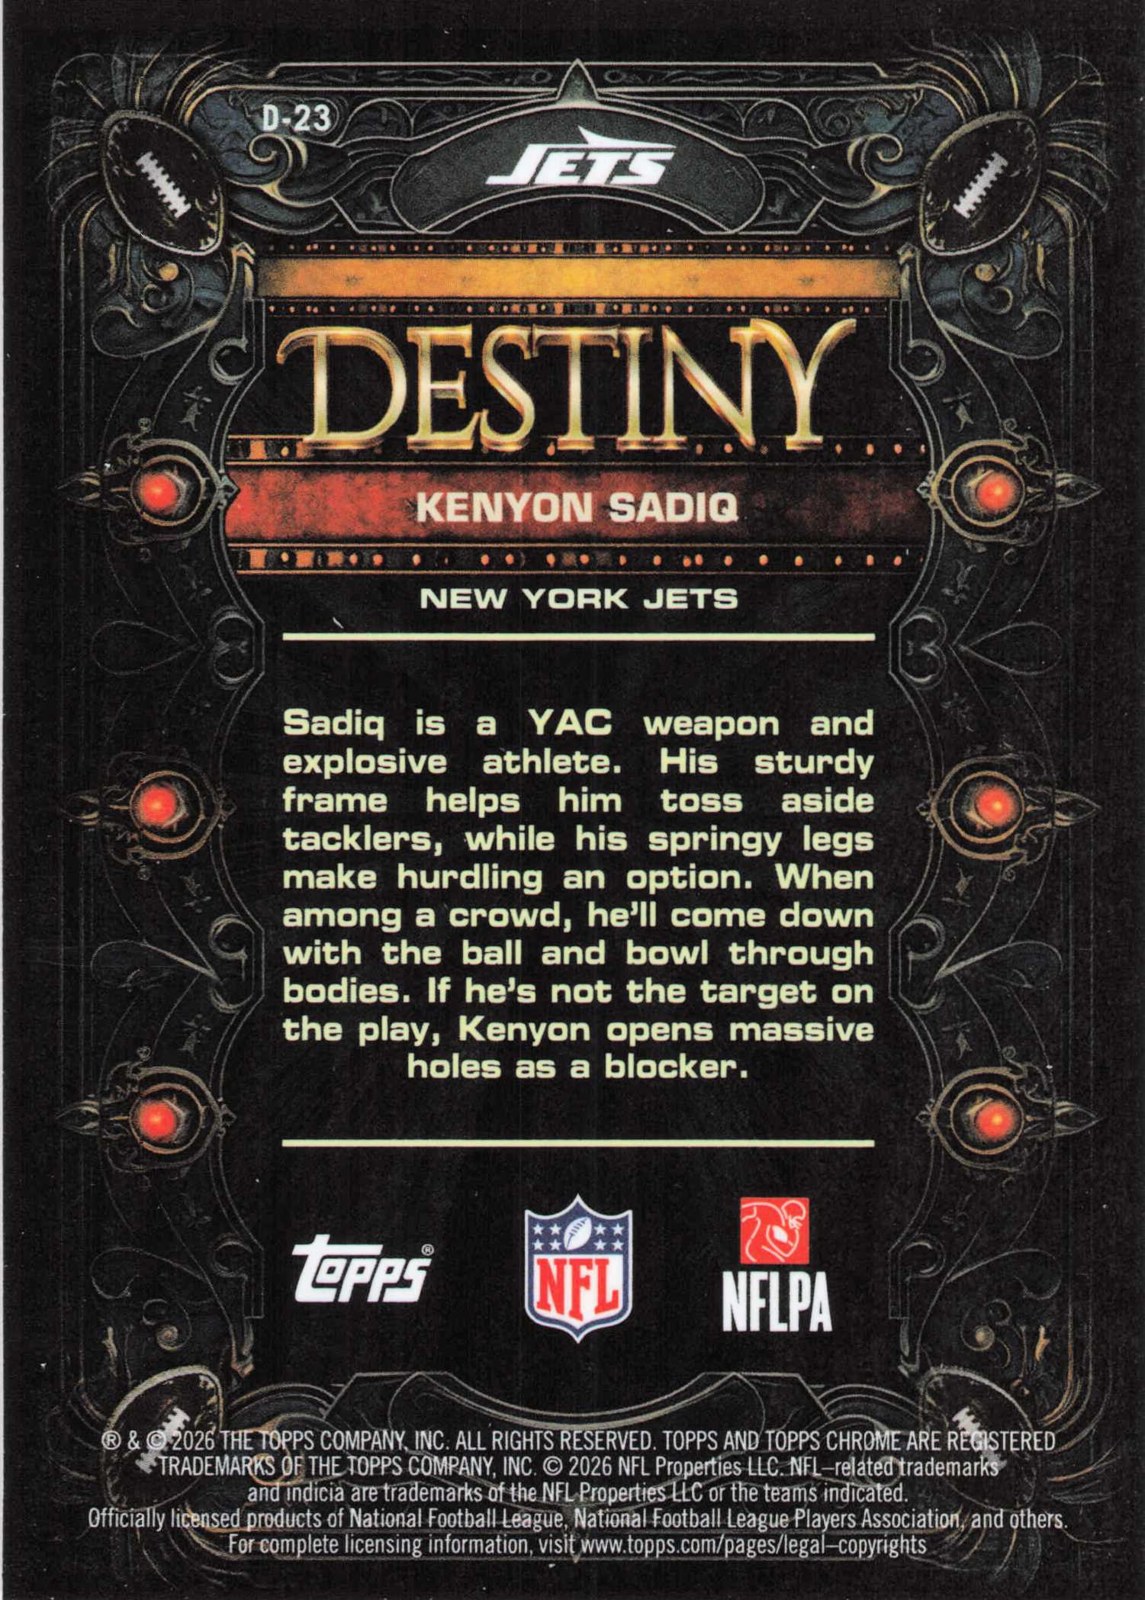 D-23
JETS
DESTINY
KENYON SADIQ
NEW YORK JETS
Sadiq is a YAC weapon and
explosive athlete. His sturdy
frame helps him toss aside
tacklers, while his springy legs
make hurdling an option. When
among a crowd, he'll come down
with the ball and bowl through
bodies. If he's not the target on
the play, Kenyon opens massive
holes as a blocker.
Topps®
NFL
NFLPA
® & © 2026 THE TOPPS COMPANY, INC. ALL RIGHTS RESERVED. TOPPS AND TOPPS CHROME ARE REGISTERED
TRADEMARKS OF THE TOPPS COMPANY, INC. © 2026 NFL Properties LLC. NFL–related trademarks
and indicia are trademarks of the NFL Properties LLC or the teams indicated.
Officially licensed products of National Football League, National Football League Players Association, and others.
For complete licensing information, visit www.topps.com/pages/legal–copyrights